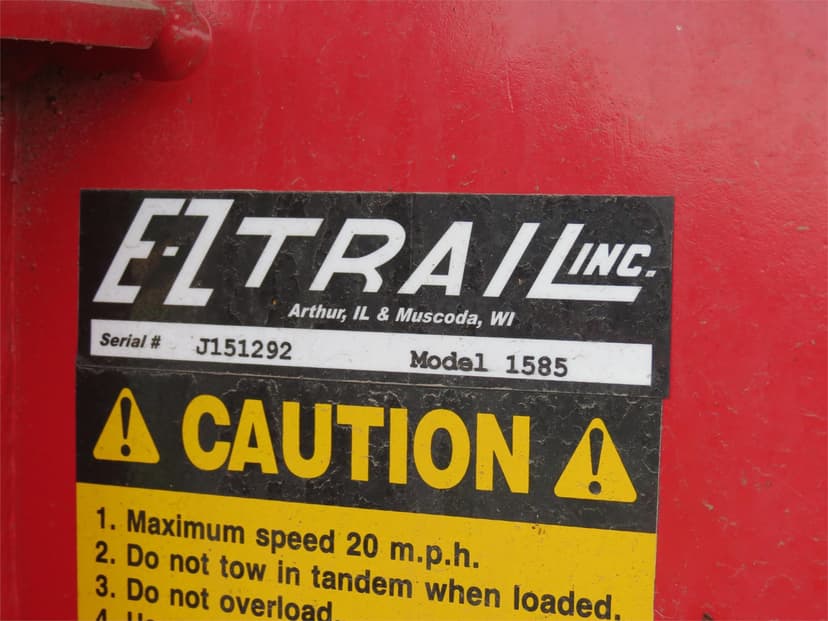 E-Z TRAIL INC.
Arthur, IL & Muscoda, WI
Serial # J151292 Model 1585
CAUTION
1. Maximum speed 20 m.p.h.
2. Do not tow in tandem when loaded.
3. Do not overload.
4.